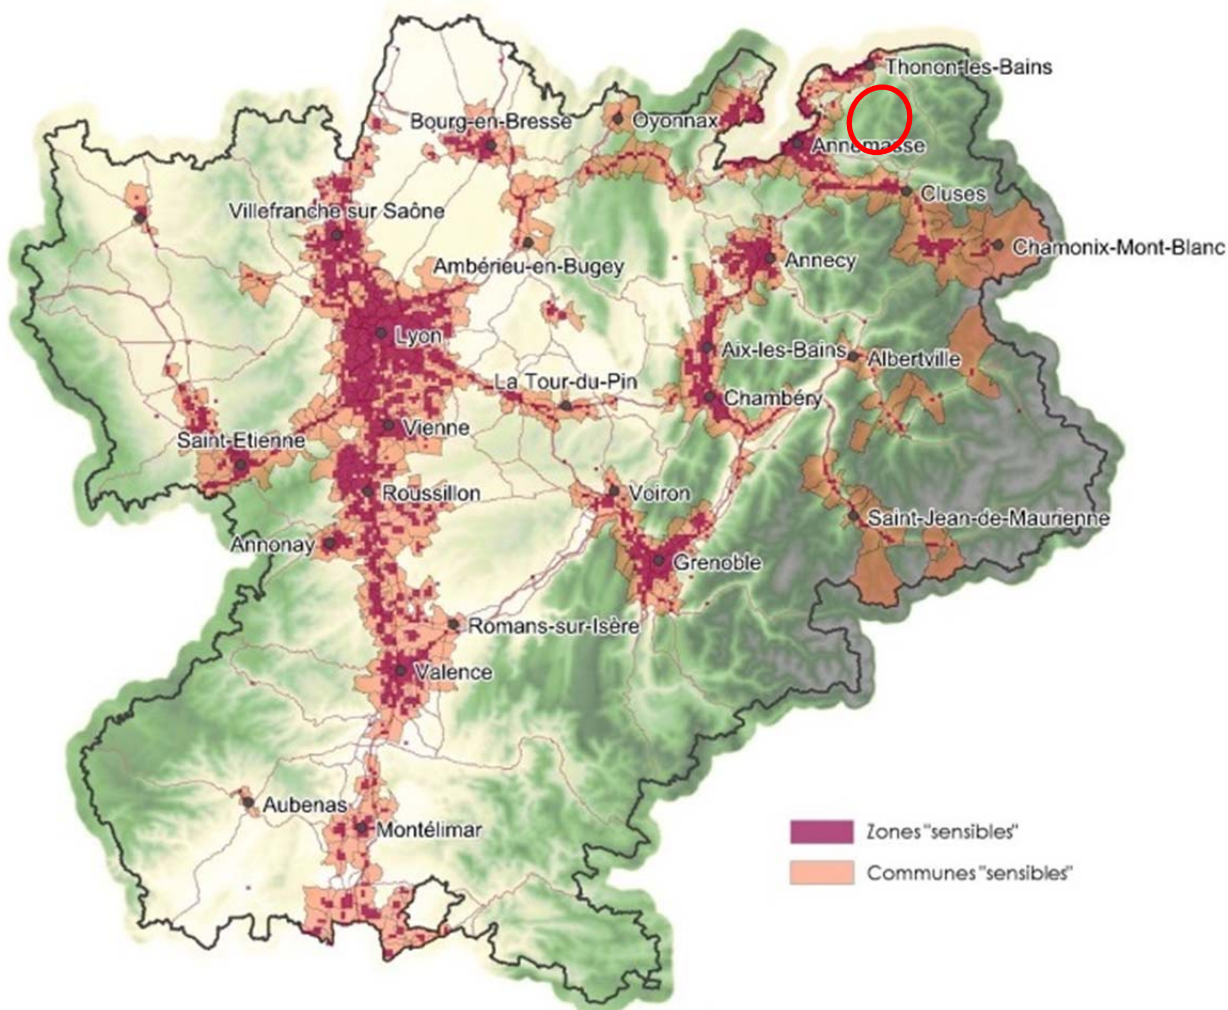 Thonon-les-Bains
Bourg-en-Bresse
Oyonnax
Annemasse
Cluses
Villefranche sur Saône
Chamonix-Mont-Blanc
Annecy
Ambérieu-en-Bugey
Lyon
Aix-les-Bains
Albertville
La Tour-du-Pin
Chambéry
Vienne
Saint-Etienne
Roussillon
Voiron
Saint-Jean-de-Maurienne
Annonay
Grenoble
Romans-sur-Isère
Valence
Aubenas
Montélimar
Zones "sensibles"
Communes "sensibles"